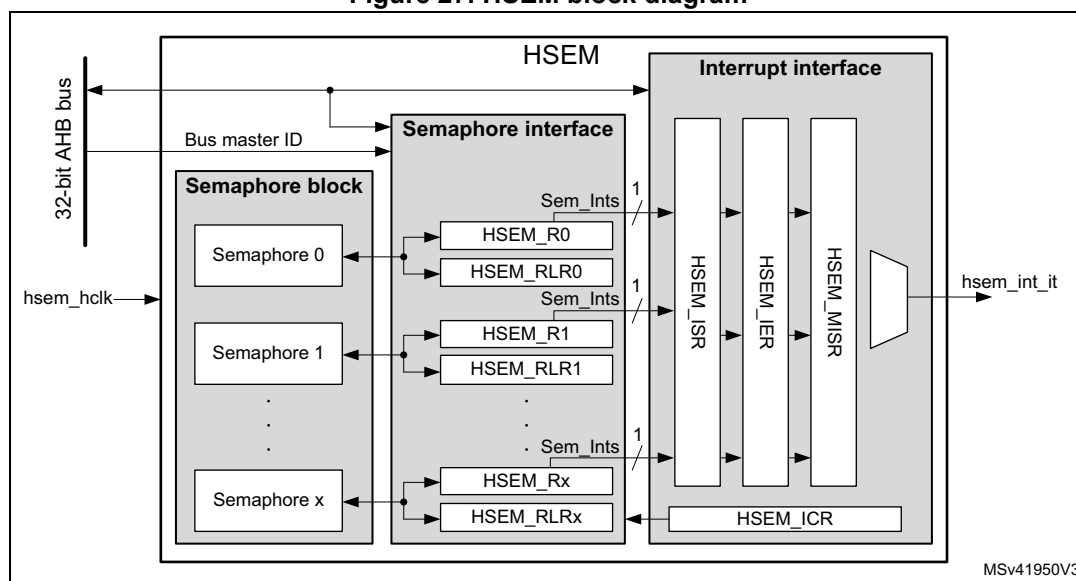 Figure 27. HSEM block diagram
HSEM
Interrupt interface
32-bit AHB bus
Semaphore interface
Bus master ID
Semaphore block
1
Sem_Ints
HSEM_R0
Semaphore 0
HSEM_RLR0
hsem_hclk
hsem_int_it
1
Sem_Ints
HSEM_ISR
HSEM_IER
HSEM_MISR
HSEM_R1
Semaphore 1
HSEM_RLR1
1
Sem_Ints
HSEM_Rx
Semaphore x
HSEM_RLRx
HSEM_ICR
MSv41950V3